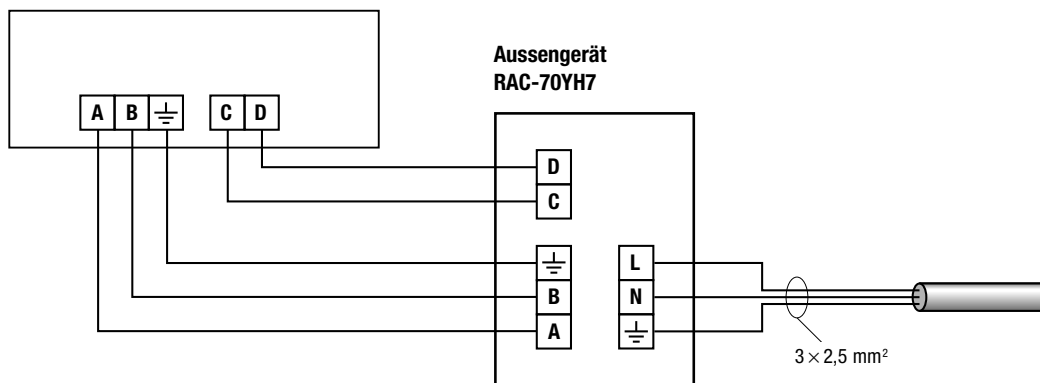 Aussengerät
RAC-70YH7
A B C D
D
C
L
B N
A
3 × 2,5 mm²